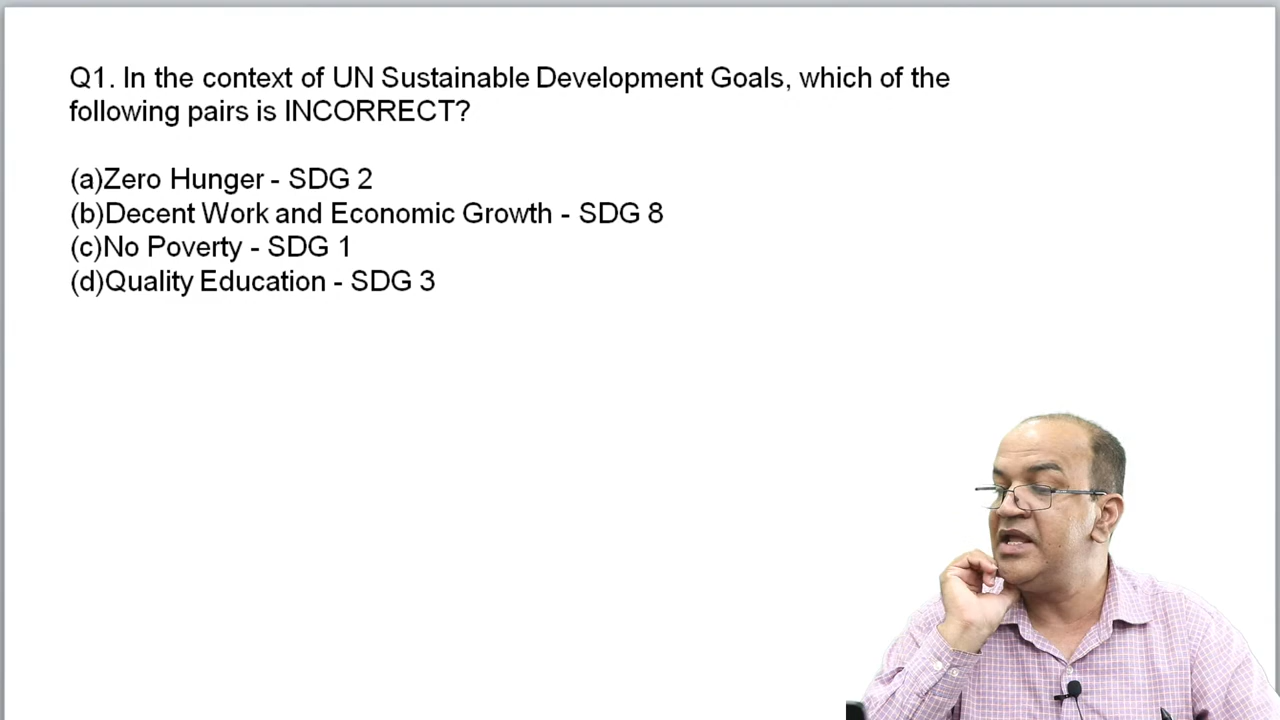 Q1. In the context of UN Sustainable Development Goals, which of the
following pairs is INCORRECT?
(a)Zero Hunger - SDG 2
(b)Decent Work and Economic Growth - SDG 8
(c)No Poverty - SDG 1
(d)Quality Education - SDG 3